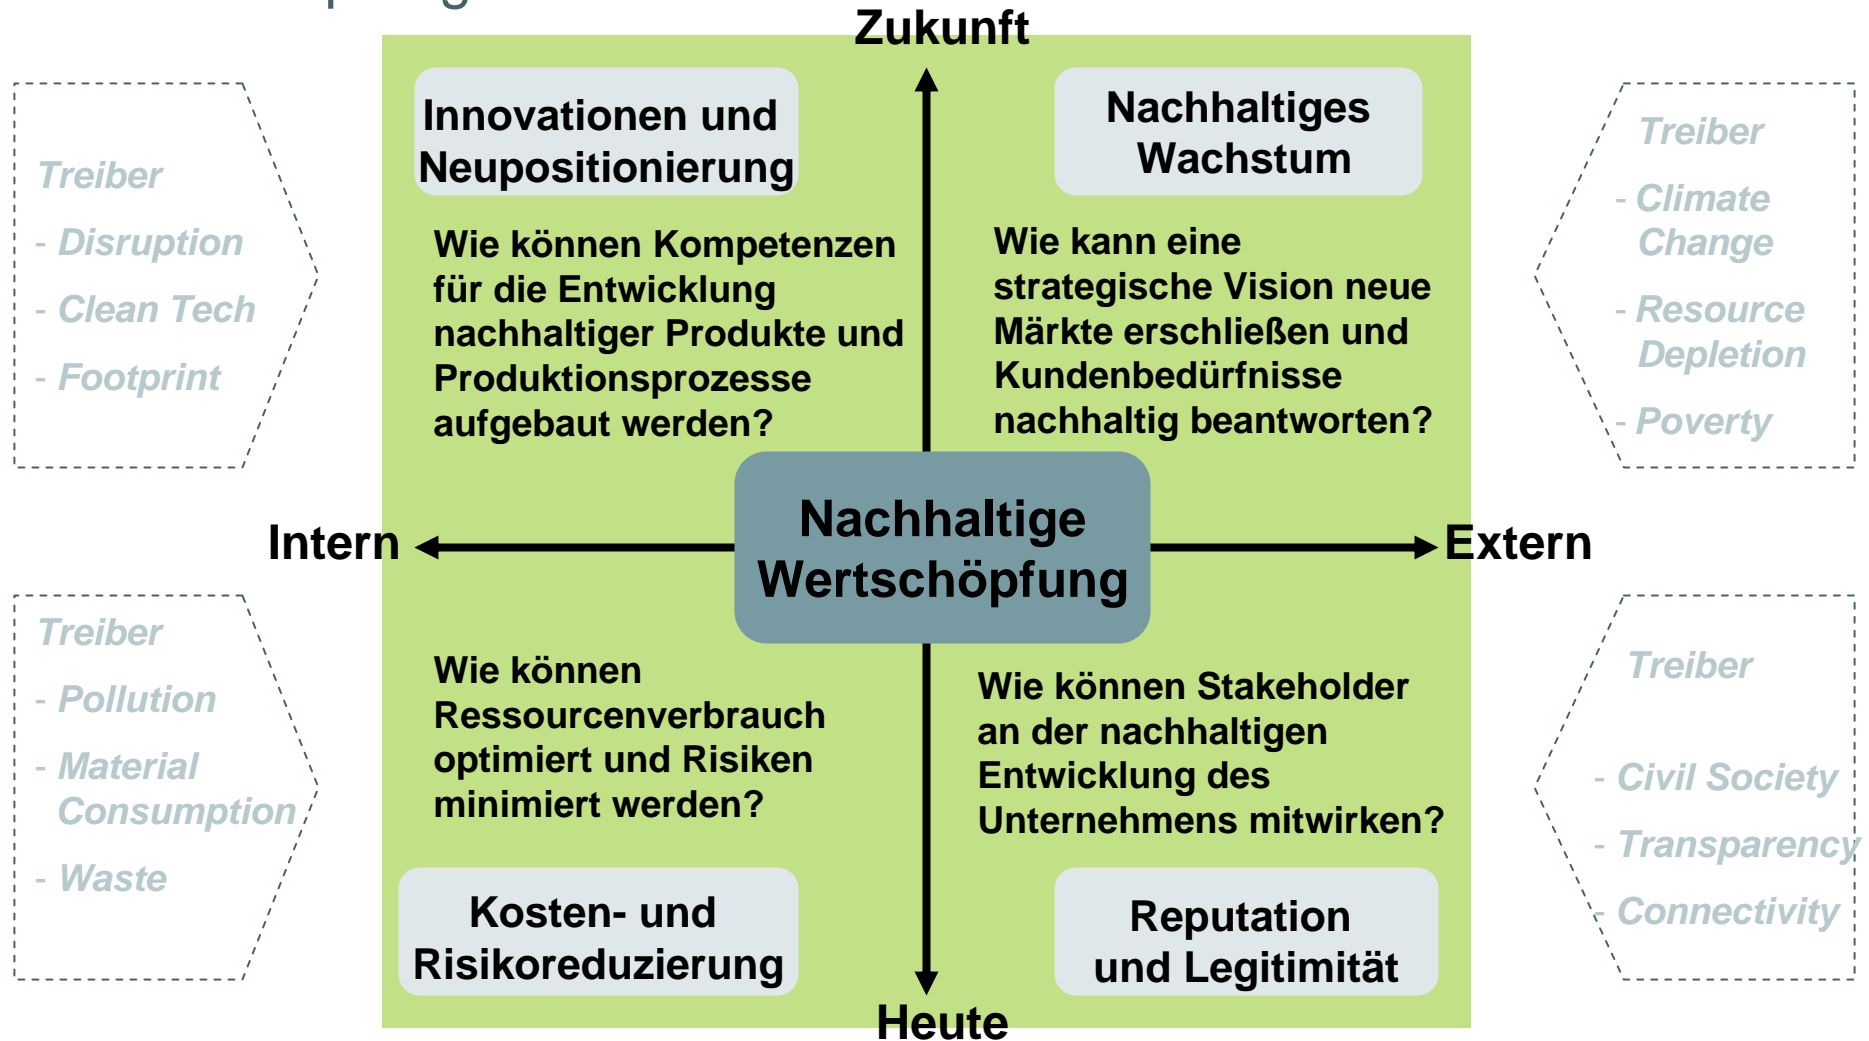 Zukunft
Treiber
- Disruption
- Clean Tech
- Footprint
Innovationen und
Neupositionierung
Wie können Kompetenzen
für die Entwicklung
nachhaltiger Produkte und
Produktionsprozesse
aufgebaut werden?
Nachhaltiges
Wachstum
Wie kann eine
strategische Vision neue
Märkte erschließen und
Kundenbedürfnisse
nachhaltig beantworten?
Treiber
- Climate
Change
- Resource
Depletion
- Poverty
Intern
Nachhaltige
Wertschöpfung
Extern
Treiber
- Pollution
- Material
Consumption
- Waste
Wie können
Ressourcenverbrauch
optimiert und Risiken
minimiert werden?
Kosten- und
Risikoreduzierung
Wie können Stakeholder
an der nachhaltigen
Entwicklung des
Unternehmens mitwirken?
Reputation
und Legitimität
Treiber
- Civil Society
- Transparency
- Connectivity
Heute